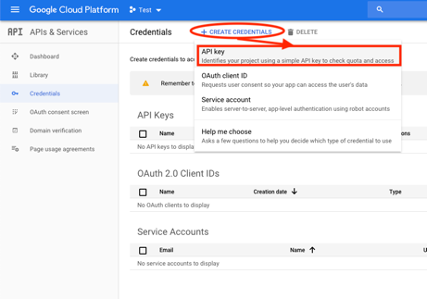 Google Cloud Platform
Test
API APIs & Services
Credentials
+ CREATE CREDENTIALS
DELETE
Dashboard
Library
Credentials
OAuth consent screen
Domain verification
Page usage agreements
Create credentials to acc
API key
Identifies your project using a simple API key to check quota and access
OAuth client ID
Requests user consent so your app can access the user's data
Service account
Enables server-to-server, app-level authentication using robot accounts
Help me choose
Asks a few questions to help you decide which type of credential to use
Remember to
API Keys
Name
No API keys to display
OAuth 2.0 Client IDs
Name
Creation date
Type
No OAuth clients to display
Service Accounts
Email
Name
No service accounts to display